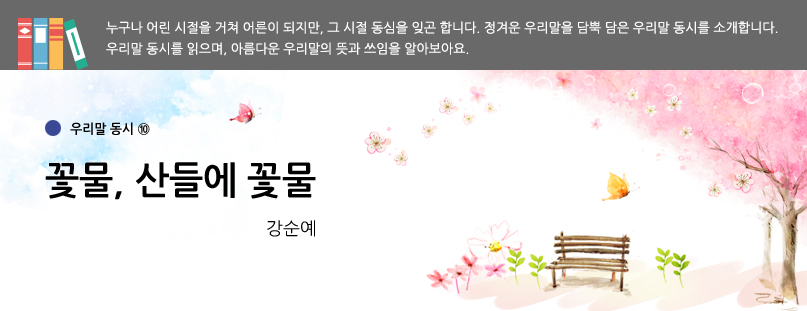 누구나 어린 시절을 거쳐 어른이 되지만, 그 시절 동심을 잊곤 합니다. 정겨운 우리말을 담뿍 담은 우리말 동시를 소개합니다.
우리말 동시를 읽으며, 아름다운 우리말의 뜻과 쓰임을 알아보아요.
우리말 동시 ⑩
꽃물, 산들에 꽃물
강순예